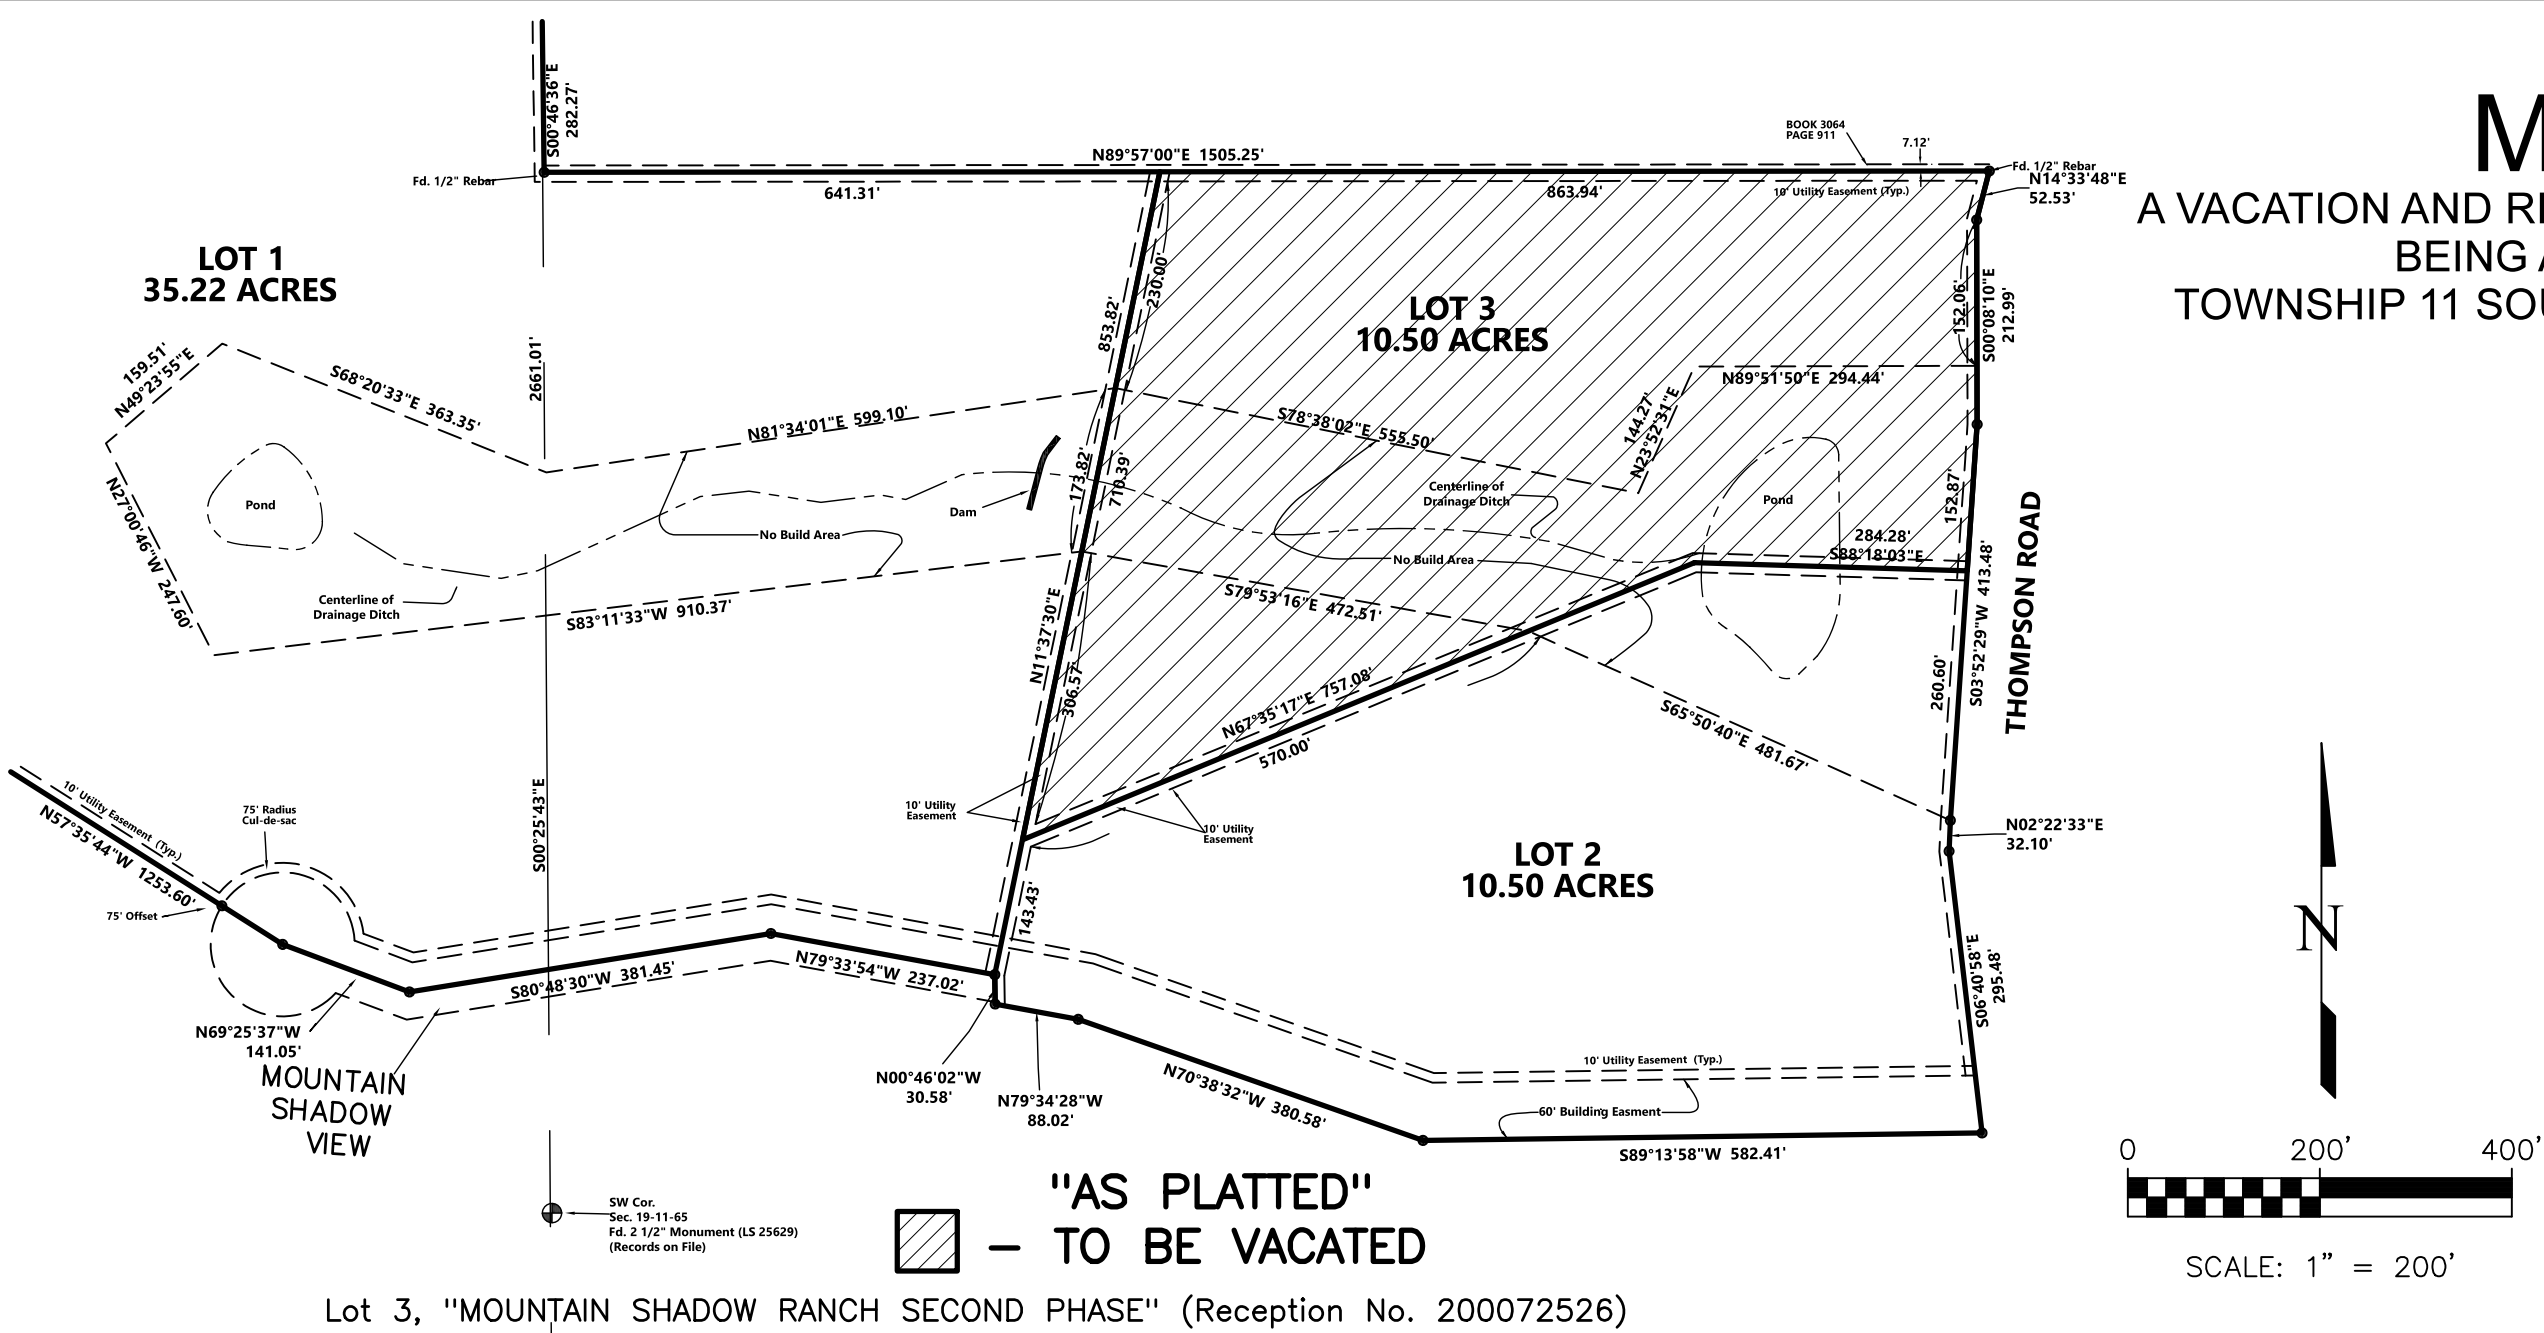 S00°46'36"E
282.27'
Fd. 1/2" Rebar
N89°57'00"E 1505.25'
641.31'
863.94'
BOOK 3064
PAGE 911
7.12'
10' Utility Easement (Typ.)
Fd. 1/2" Rebar
N14°33'48"E
52.53'
M
A VACATION AND RE
BEING A
TOWNSHIP 11 SOU
LOT 1
35.22 ACRES
2661.01'
853.82'
230.00'
LOT 3
10.50 ACRES
152.06'
S00°08'10"E
212.99'
159.51'
N49°23'55"E
S68°20'33"E 363.35'
N81°34'01"E 599.10'
S78°38'02"E 555.50'
144.27'
N23°52'31"E
N89°51'50"E 294.44'
N27°00'46"W 247.60'
Pond
No Build Area
Dam
173.82'
710.39'
Centerline of
Drainage Ditch
No Build Area
Pond
152.87'
284.28'
S88°18'03"E
S03°52'29"W 413.48'
THOMPSON ROAD
Centerline of
Drainage Ditch
S83°11'33"W 910.37'
N11°37'30"E
306.57'
S79°53'16"E 472.51'
N67°35'17"E 757.08'
570.00'
S65°50'40"E 481.67'
260.60'
10' Utility Easement (Typ.)
N57°35'44"W 1253.60'
75' Radius
Cul-de-sac
75' Offset
S00°25'43"E
10' Utility
Easement
10' Utility
Easement
N02°22'33"E
32.10'
LOT 2
10.50 ACRES
143.43'
N
S80°48'30"W 381.45'
N79°33'54"W 237.02'
S06°40'58"E
295.48'
N69°25'37"W
141.05'
MOUNTAIN
SHADOW
VIEW
N00°46'02"W
30.58'
N79°34'28"W
88.02'
N70°38'32"W 380.58'
10' Utility Easement (Typ.)
60' Building Easment
S89°13'58"W 582.41'
0 200' 400'
SCALE: 1" = 200'
SW Cor.
Sec. 19-11-65
Fd. 2 1/2" Monument (LS 25629)
(Records on File)
"AS PLATTED"
– TO BE VACATED
Lot 3, "MOUNTAIN SHADOW RANCH SECOND PHASE" (Reception No. 200072526)